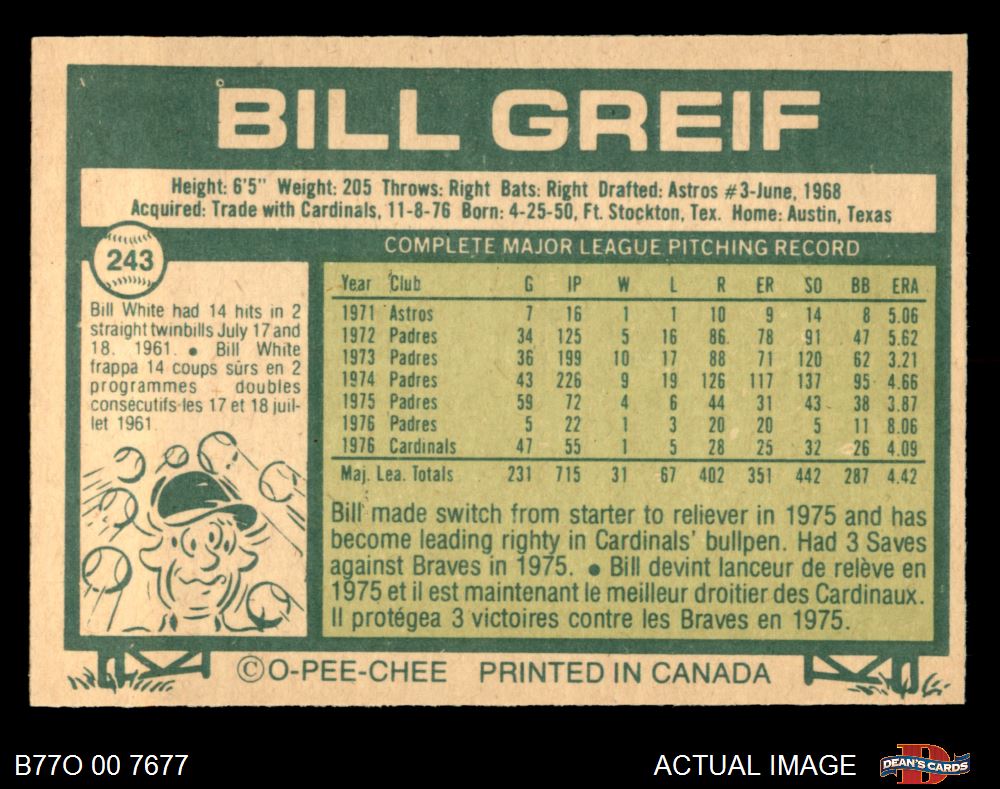 BILL GREIF
Height: 6'5" Weight: 205 Throws: Right Bats: Right Drafted: Astros #3-June, 1968
Acquired: Trade with Cardinals, 11-8-76 Born: 4-25-50, Ft. Stockton, Tex. Home: Austin, Texas
243
Bill White had 14 hits in 2
straight twinbills July 17 and
18, 1961. • Bill White
frappa 14 coups sûrs en 2
programmes doubles
consécutifs les 17 et 18 juil-
let 1961.
COMPLETE MAJOR LEAGUE PITCHING RECORD
Year Club G IP W L R ER SO BB ERA
1971 Astros 7 16 1 1 10 9 14 8 5.06
1972 Padres 34 125 5 16 86 78 91 47 5.62
1973 Padres 36 199 10 17 88 71 120 62 3.21
1974 Padres 43 226 9 19 126 117 137 95 4.66
1975 Padres 59 72 4 6 44 31 43 38 3.87
1976 Padres 5 22 1 3 20 20 5 11 8.06
1976 Cardinals 47 55 1 5 28 25 32 26 4.09
Maj. Lea. Totals 231 715 31 67 402 351 442 287 4.42
Bill made switch from starter to reliever in 1975 and has
become leading righty in Cardinals' bullpen. Had 3 Saves
against Braves in 1975. • Bill devint lanceur de relève en
1975 et il est maintenant le meilleur droitier des Cardinaux.
Il protégea 3 victoires contre les Braves en 1975.
©O-PEE-CHEE PRINTED IN CANADA
B77O 00 7677
ACTUAL IMAGE
DEAN'S CARDS